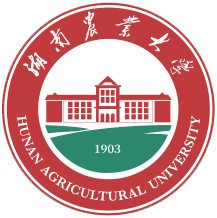 湖南农业大学
1903
HUNAN AGRICULTURAL UNIVERSITY